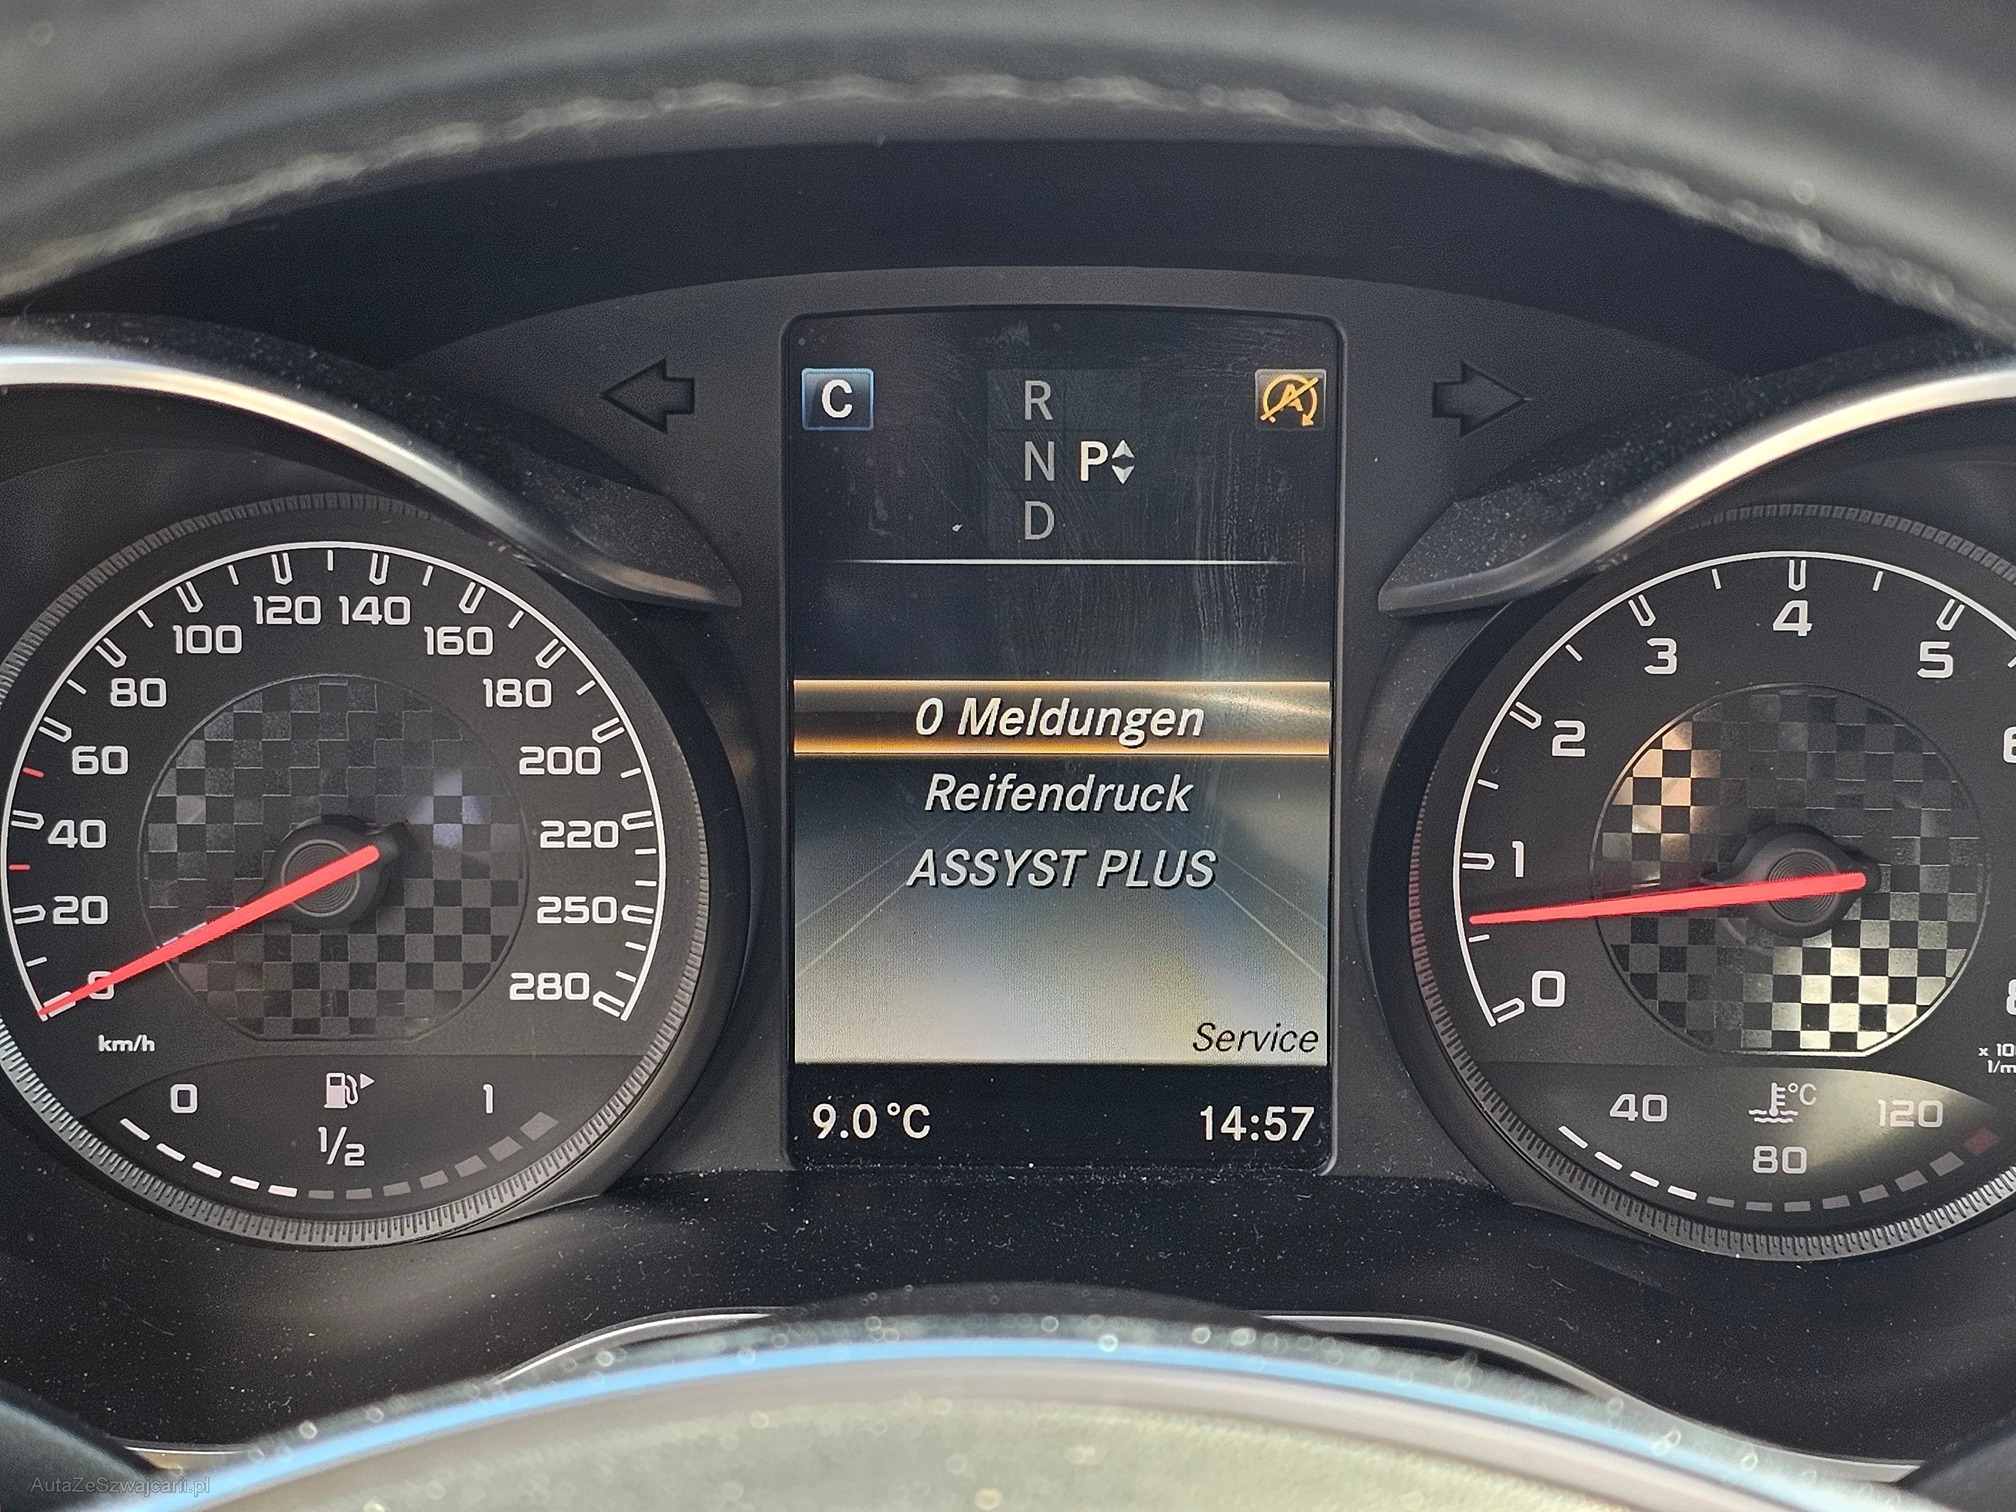 C
R
N P
D
0 Meldungen
Reifendruck
ASSYST PLUS
Service
9.0 °C
14:57
0
20
40
60
80
100
120
140
160
180
200
220
250
280
km/h
0
1/2
1
0
1
2
3
4
5
40
80
120
°C
A
AutaZeSzwajcarii.pl